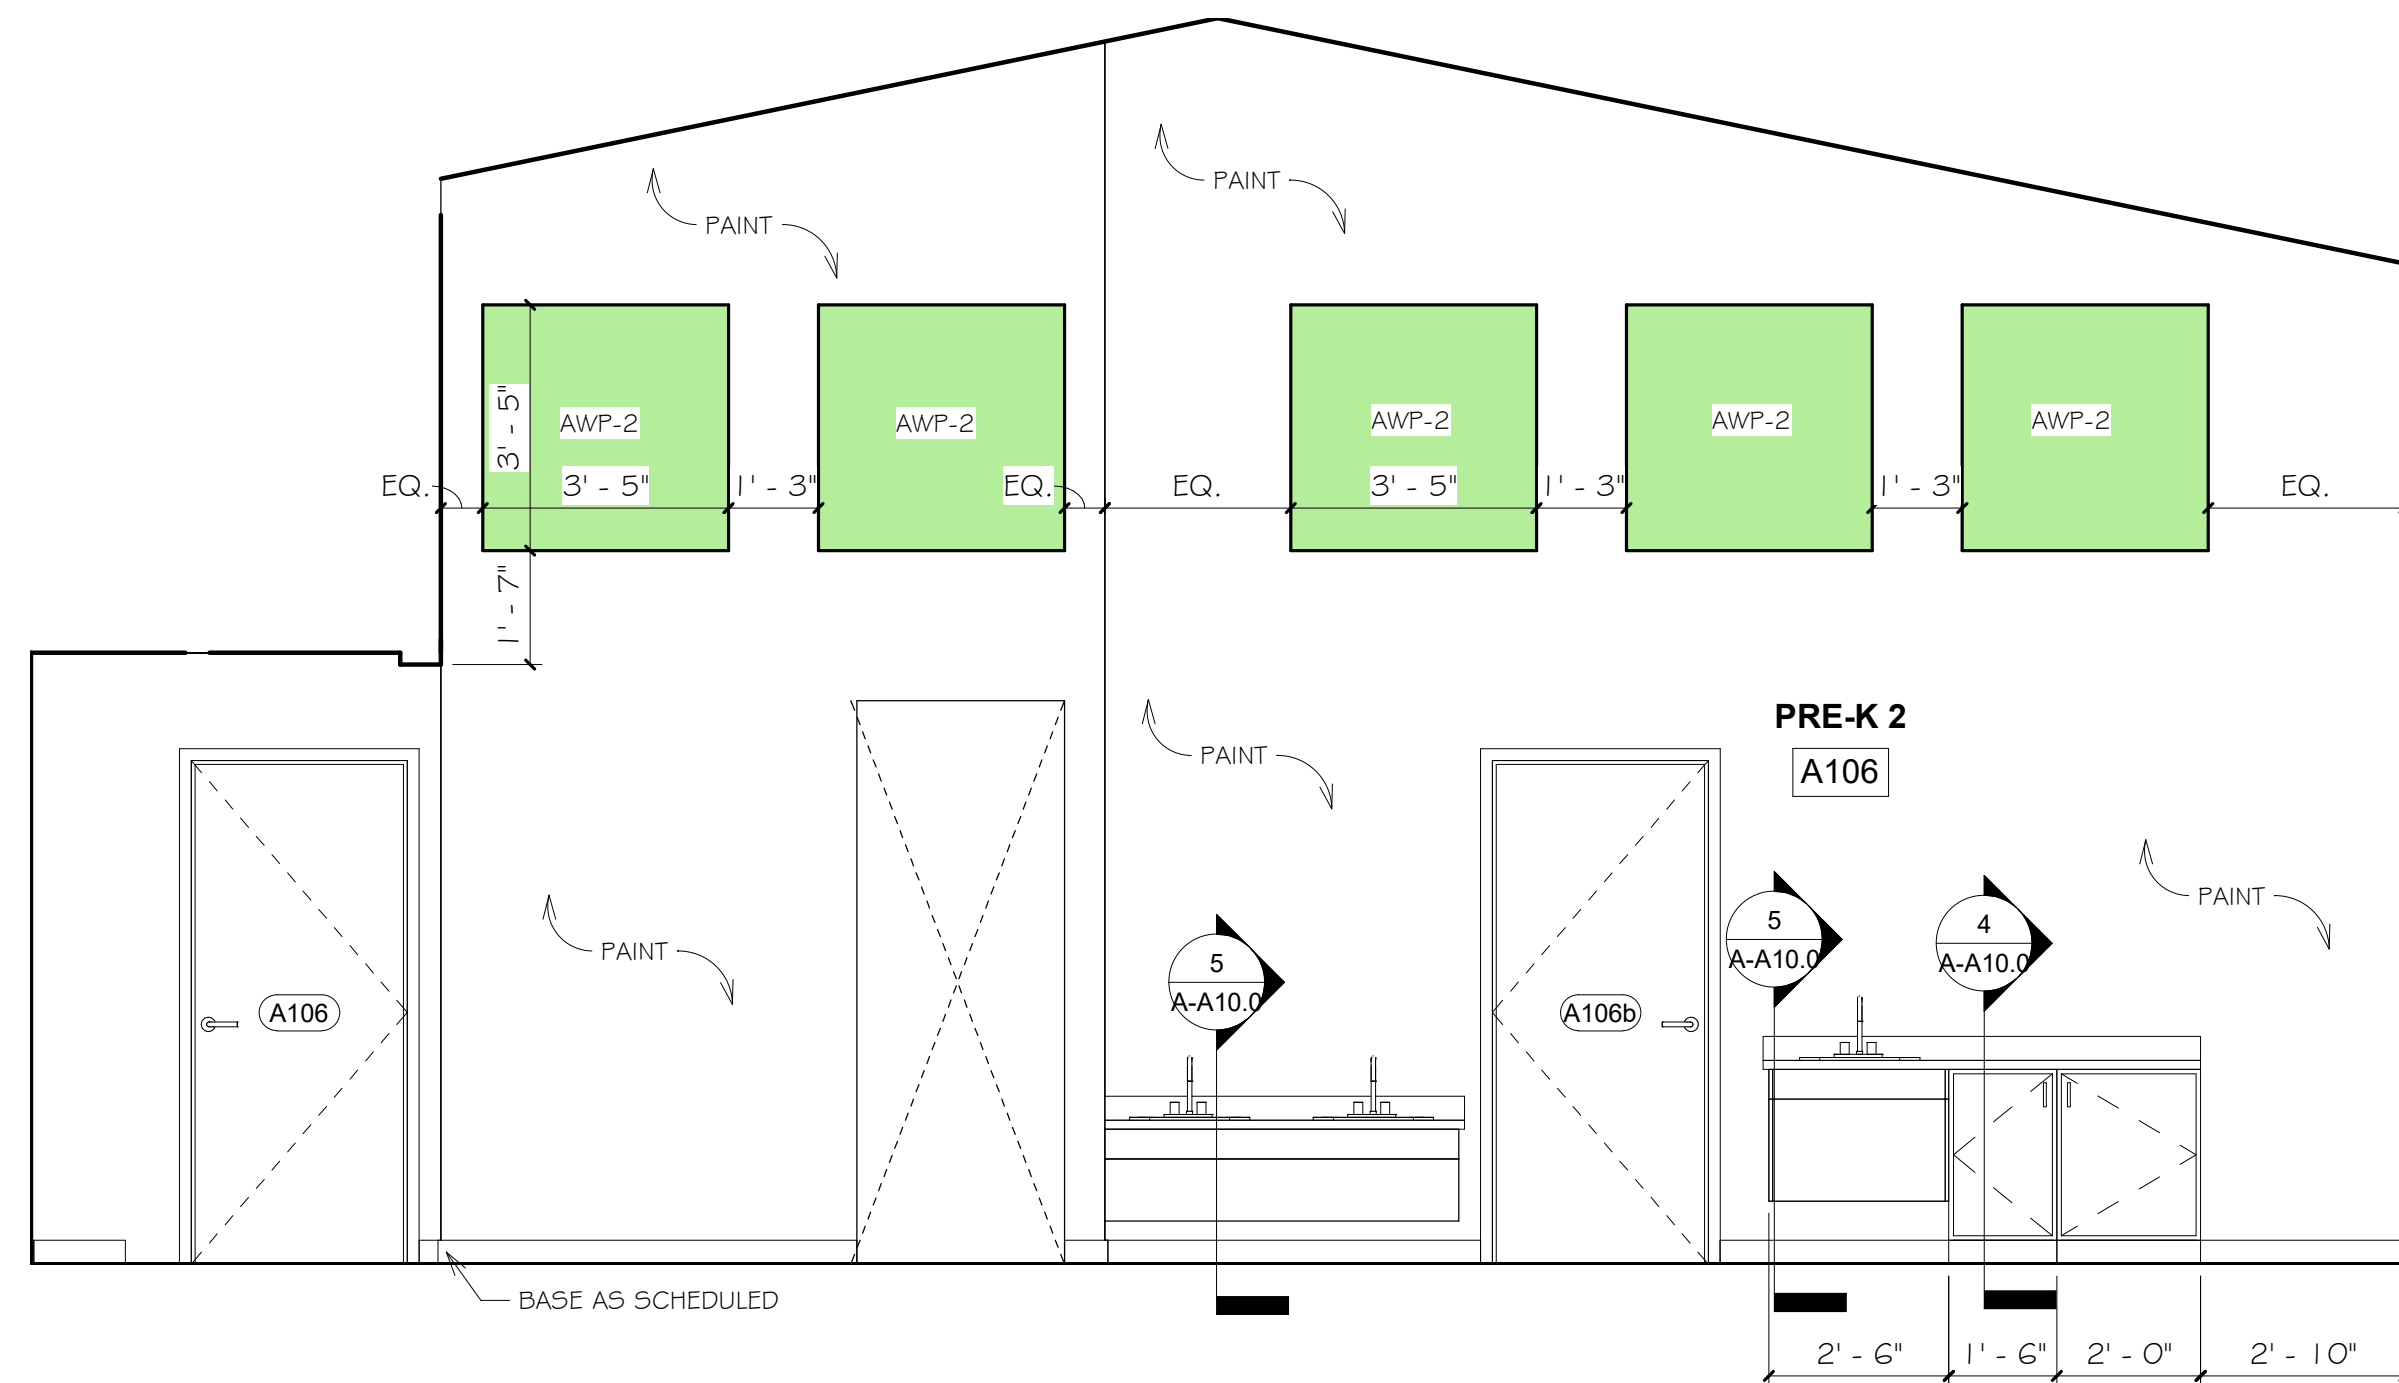 PAINT
PAINT
3' - 5"
AWP-2
AWP-2
AWP-2
AWP-2
AWP-2
EQ.
3' - 5"
1' - 3"
EQ.
EQ.
3' - 5"
1' - 3"
1' - 3"
EQ.
1' - 7"
PRE-K 2
A106
PAINT
PAINT
PAINT
5
A-A10.0
4
A-A10.0
5
A-A10.0
A106
A106b
BASE AS SCHEDULED
2' - 6"
1' - 6"
2' - 0"
2' - 10"